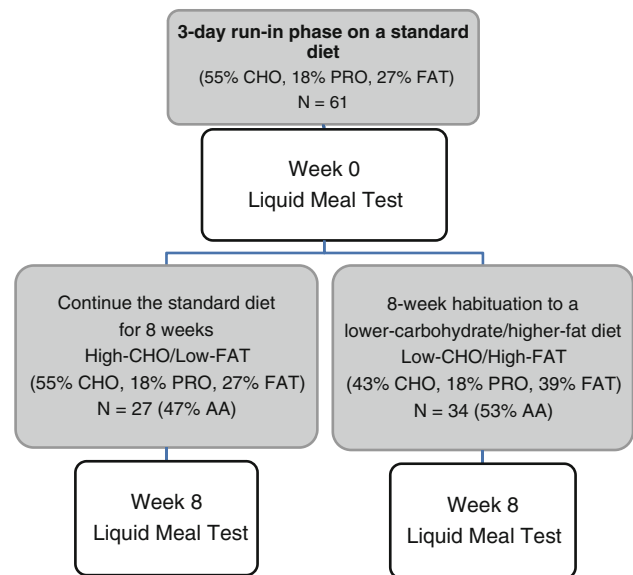 3-day run-in phase on a standard
diet
(55% CHO, 18% PRO, 27% FAT)
N = 61
Week 0
Liquid Meal Test
Continue the standard diet
for 8 weeks
High-CHO/Low-FAT
(55% CHO, 18% PRO, 27% FAT)
N = 27 (47% AA)
8-week habituation to a
lower-carbohydrate/higher-fat diet
Low-CHO/High-FAT
(43% CHO, 18% PRO, 39% FAT)
N = 34 (53% AA)
Week 8
Liquid Meal Test
Week 8
Liquid Meal Test